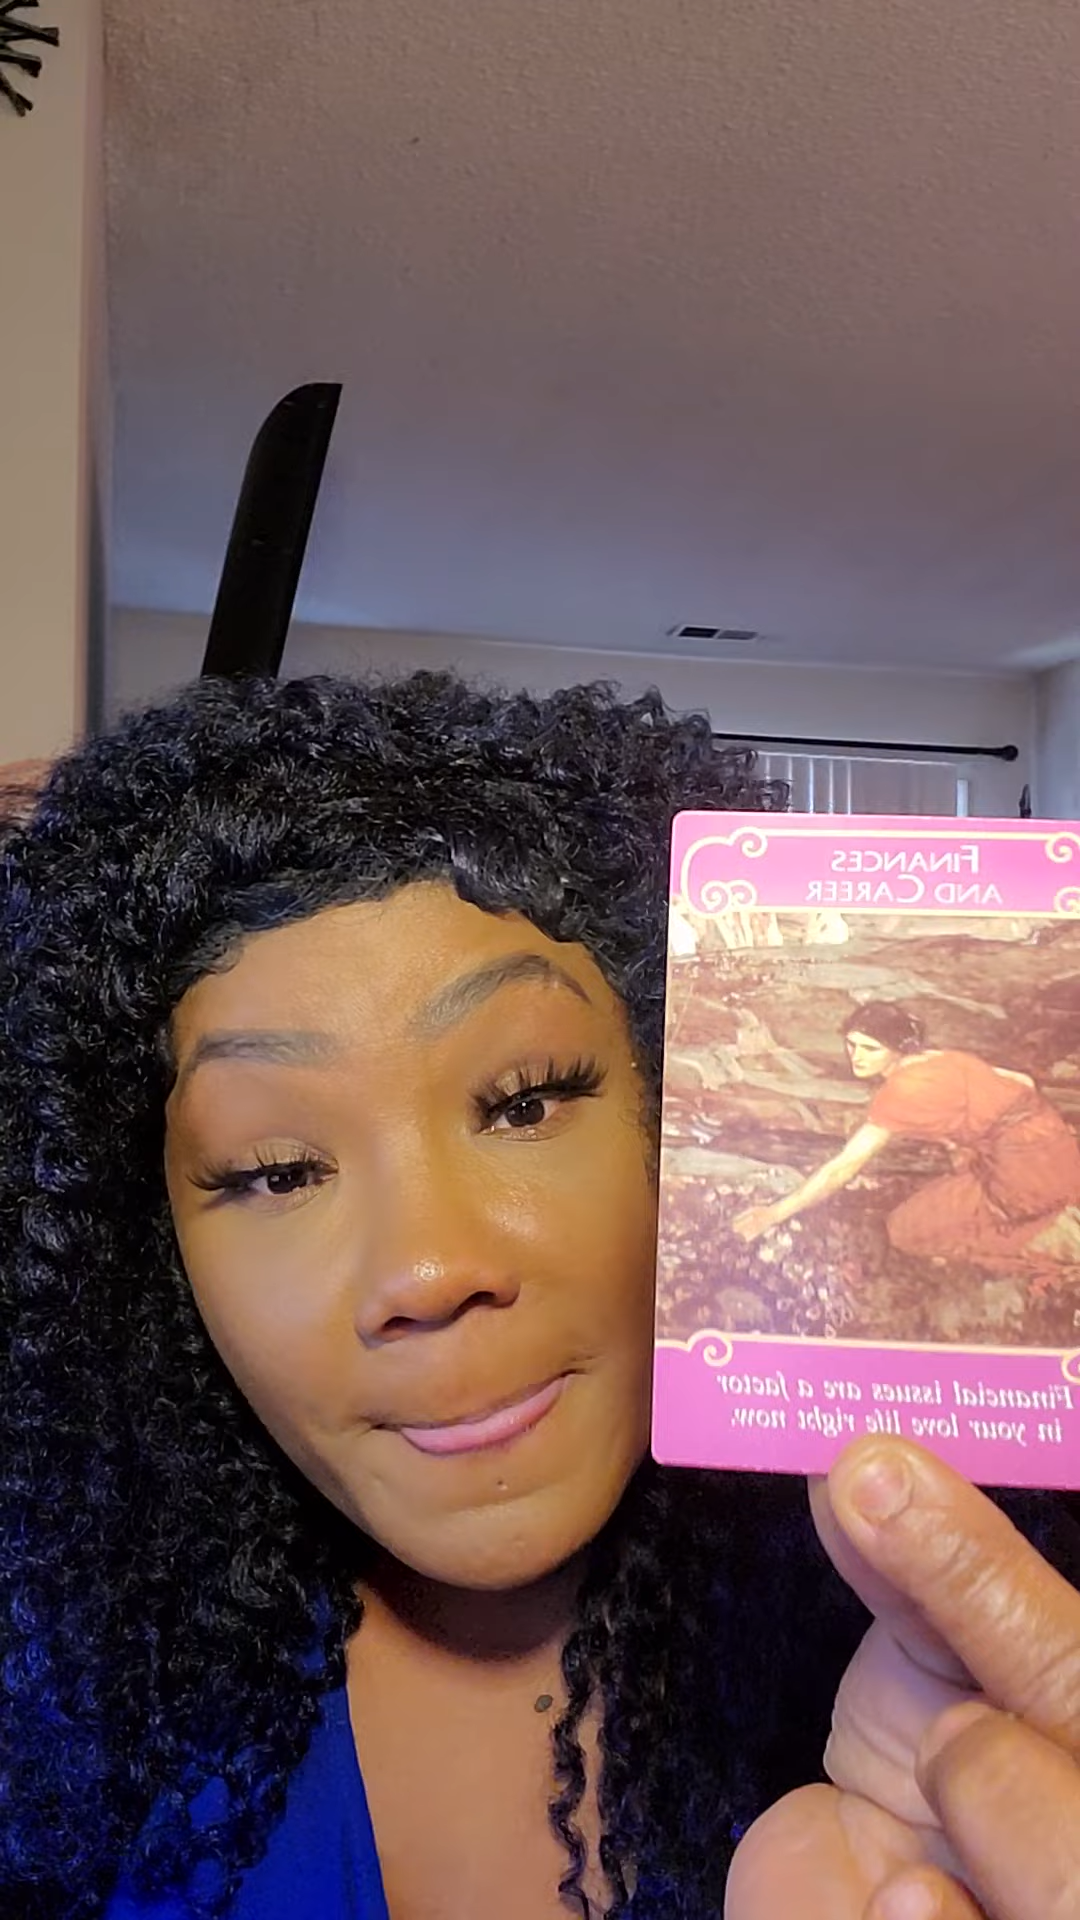 FINANCES
AND CAREER
Financial issues are a factor
in your love life right now.